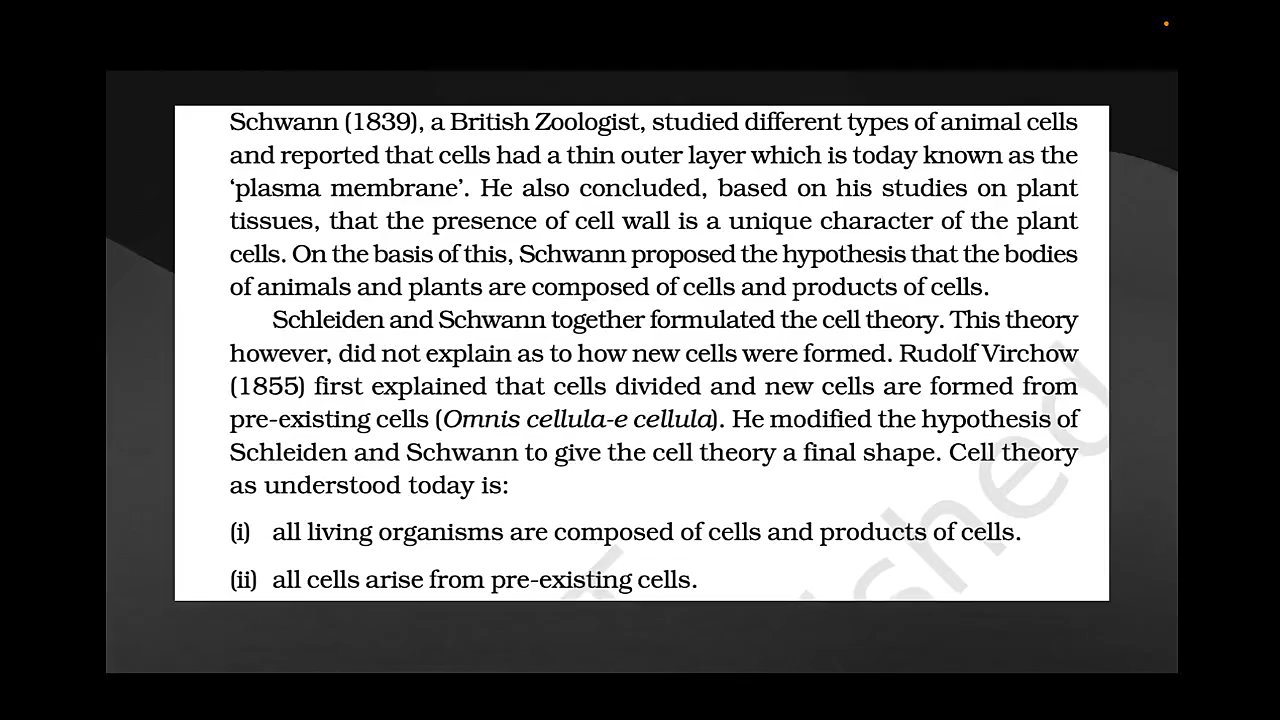 Schwann (1839), a British Zoologist, studied different types of animal cells
and reported that cells had a thin outer layer which is today known as the
‘plasma membrane’. He also concluded, based on his studies on plant
tissues, that the presence of cell wall is a unique character of the plant
cells. On the basis of this, Schwann proposed the hypothesis that the bodies
of animals and plants are composed of cells and products of cells.
Schleiden and Schwann together formulated the cell theory. This theory
however, did not explain as to how new cells were formed. Rudolf Virchow
(1855) first explained that cells divided and new cells are formed from
pre-existing cells (Omnis cellula-e cellula). He modified the hypothesis of
Schleiden and Schwann to give the cell theory a final shape. Cell theory
as understood today is:
(i) all living organisms are composed of cells and products of cells.
(ii) all cells arise from pre-existing cells.